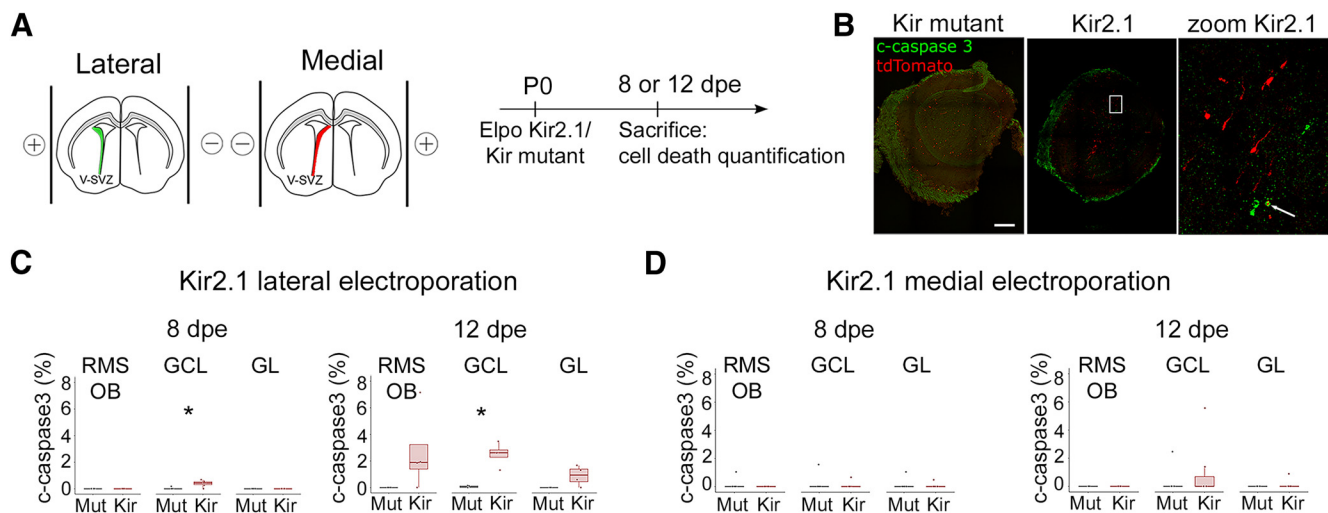 A
Lateral
Medial
+
−
−
+
V-SVZ
V-SVZ
P0
8 or 12 dpe
Elpo Kir2.1/
Kir mutant
Sacrifice:
cell death quantification
B
Kir mutant
Kir2.1
zoom Kir2.1
c-caspase 3
tdTomato
C
Kir2.1 lateral electroporation
8 dpe
12 dpe
c-caspase3 (%)
8
6
4
2
0
RMS
OB
GCL
GL
*
Mut Kir
Mut Kir
Mut Kir
c-caspase3 (%)
8
6
4
2
0
RMS
OB
GCL
GL
*
Mut Kir
Mut Kir
Mut Kir
D
Kir2.1 medial electroporation
8 dpe
12 dpe
c-caspase3 (%)
8
6
4
2
0
RMS
OB
GCL
GL
Mut Kir
Mut Kir
Mut Kir
c-caspase3 (%)
8
6
4
2
0
RMS
OB
GCL
GL
Mut Kir
Mut Kir
Mut Kir